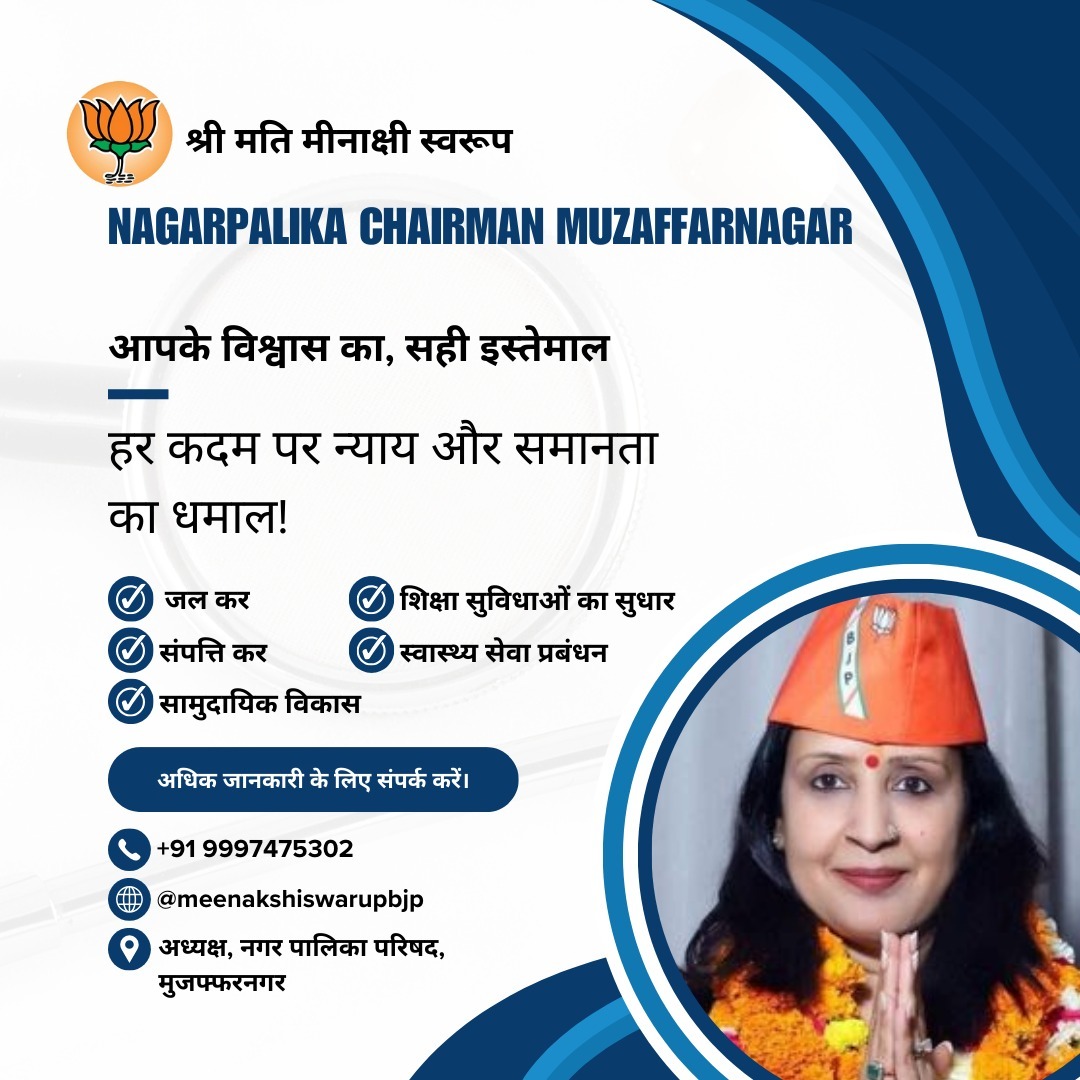 श्री मति मीनाक्षी स्वरूप
NAGARPALIKA CHAIRMAN MUZAFFARNAGAR
आपके विश्वास का, सही इस्तेमाल
हर कदम पर न्याय और समानता
का धमाल!
जल कर
शिक्षा सुविधाओं का सुधार
संपत्ति कर
स्वास्थ्य सेवा प्रबंधन
सामुदायिक विकास
अधिक जानकारी के लिए संपर्क करें।
+91 9997475302
@meenakshiswarupbjp
अध्यक्ष, नगर पालिका परिषद,
मुजफ्फरनगर
BJP